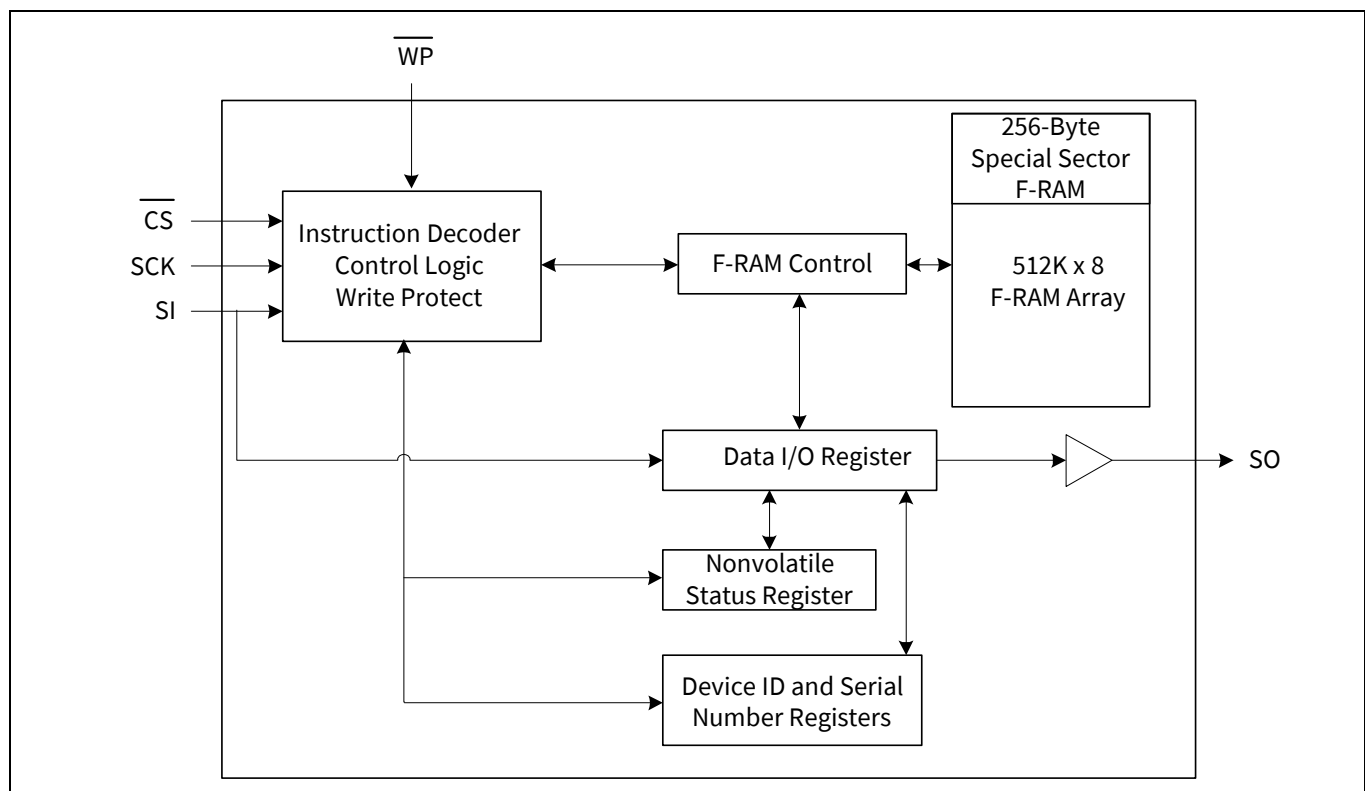 WP
256-Byte
Special Sector
F-RAM
CS
SCK
SI
Instruction Decoder
Control Logic
Write Protect
F-RAM Control
512K x 8
F-RAM Array
Data I/O Register
SO
Nonvolatile
Status Register
Device ID and Serial
Number Registers